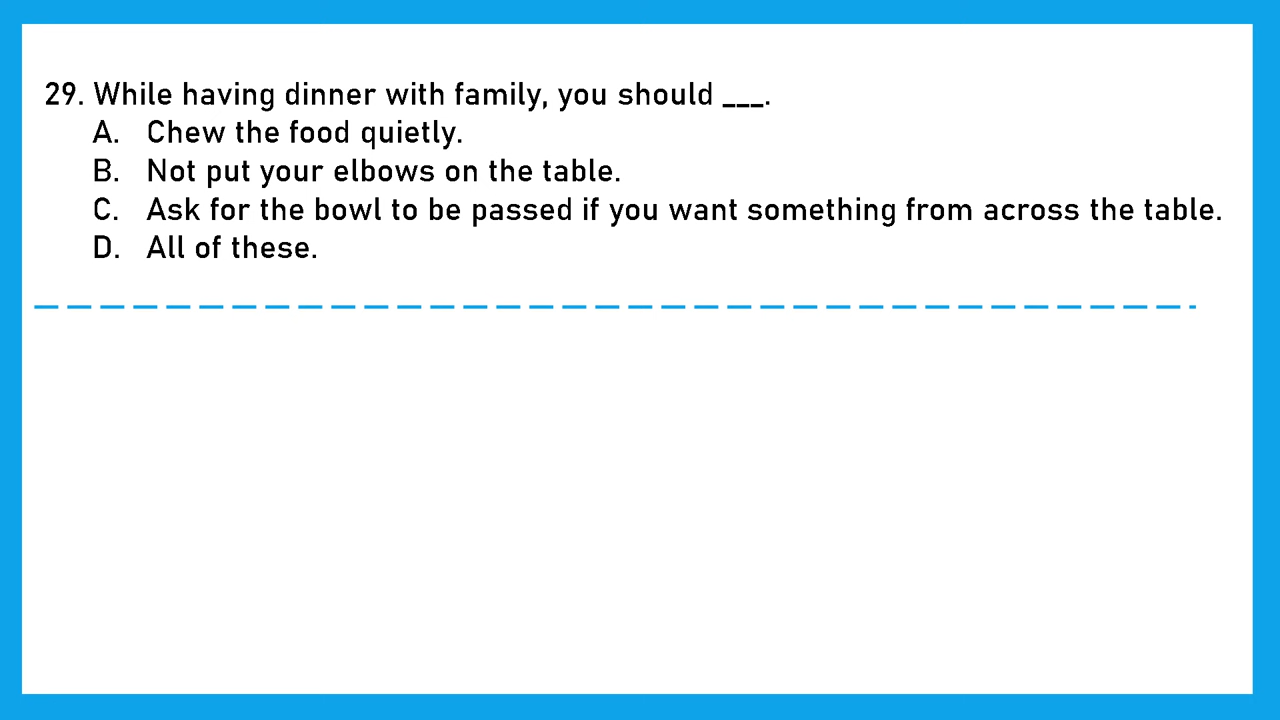 29. While having dinner with family, you should ___.
A. Chew the food quietly.
B. Not put your elbows on the table.
C. Ask for the bowl to be passed if you want something from across the table.
D. All of these.